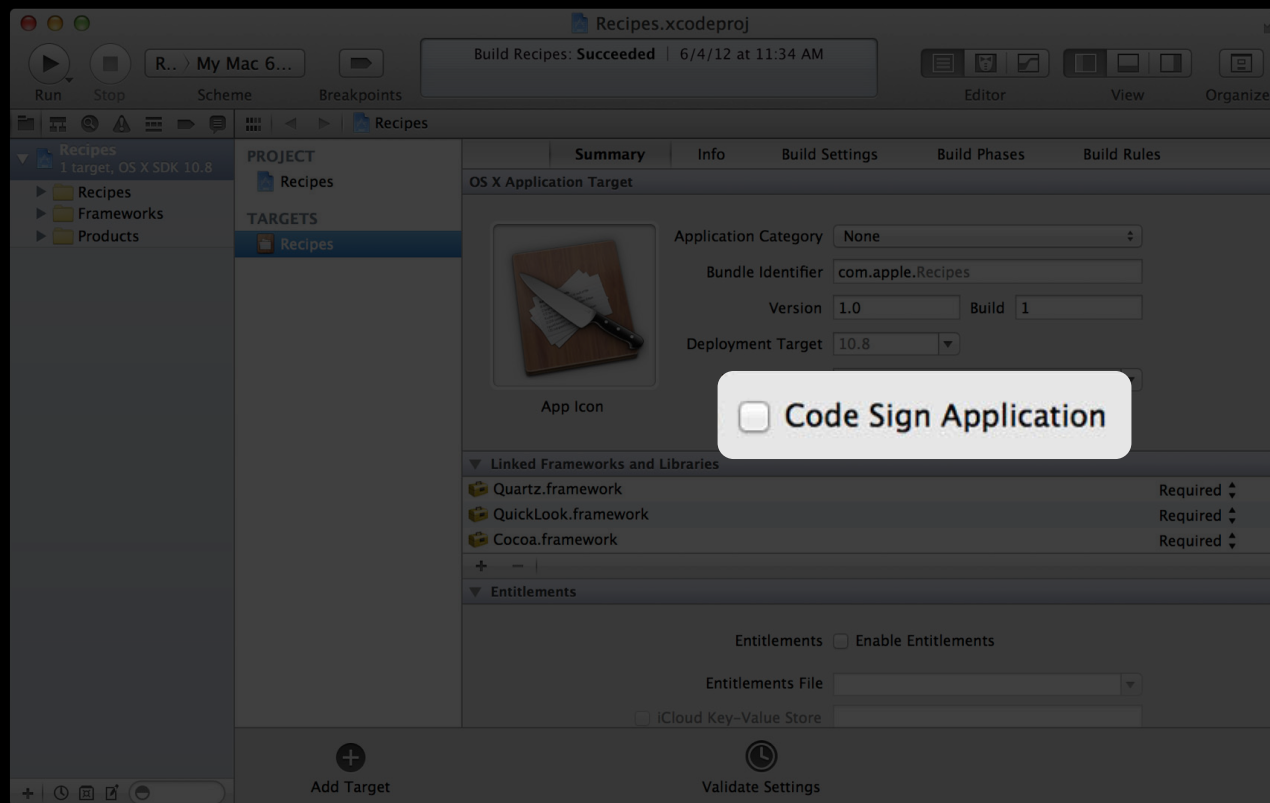 Recipes.xcodeproj
Build Recipes: Succeeded | 6/4/12 at 11:34 AM
R.. 〉 My Mac 6...
Run Stop Scheme Breakpoints Editor View Organize
Recipes
Recipes
1 target, OS X SDK 10.8
Recipes
Frameworks
Products
PROJECT
Recipes
TARGETS
Recipes
Summary Info Build Settings Build Phases Build Rules
OS X Application Target
App Icon
Application Category None
Bundle Identifier com.apple.Recipes
Version 1.0 Build 1
Deployment Target 10.8
Code Sign Application
Linked Frameworks and Libraries
Quartz.framework Required
QuickLook.framework Required
Cocoa.framework Required
Entitlements
Entitlements Enable Entitlements
Entitlements File
iCloud Key-Value Store
Add Target Validate Settings